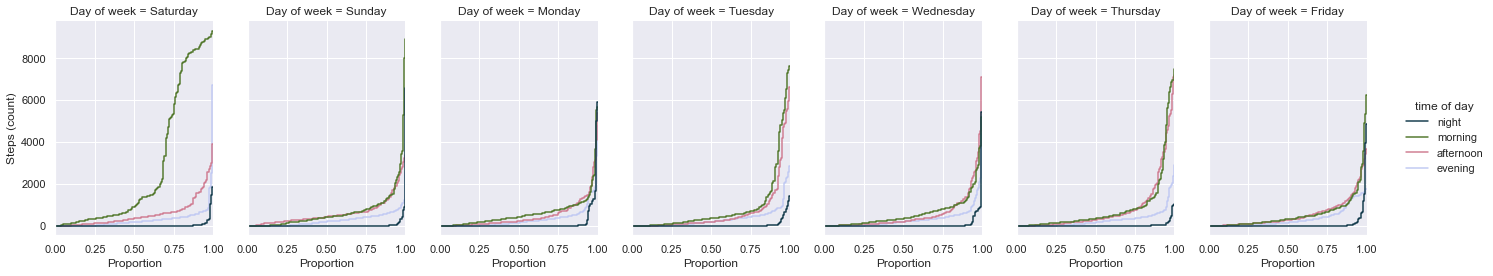 Day of week = Saturday
Day of week = Sunday
Day of week = Monday
Day of week = Tuesday
Day of week = Wednesday
Day of week = Thursday
Day of week = Friday
Steps (count)
8000
6000
4000
2000
0
0.00 0.25 0.50 0.75 1.00
0.00 0.25 0.50 0.75 1.00
0.00 0.25 0.50 0.75 1.00
0.00 0.25 0.50 0.75 1.00
0.00 0.25 0.50 0.75 1.00
0.00 0.25 0.50 0.75 1.00
0.00 0.25 0.50 0.75 1.00
Proportion
Proportion
Proportion
Proportion
Proportion
Proportion
Proportion
time of day
night
morning
afternoon
evening